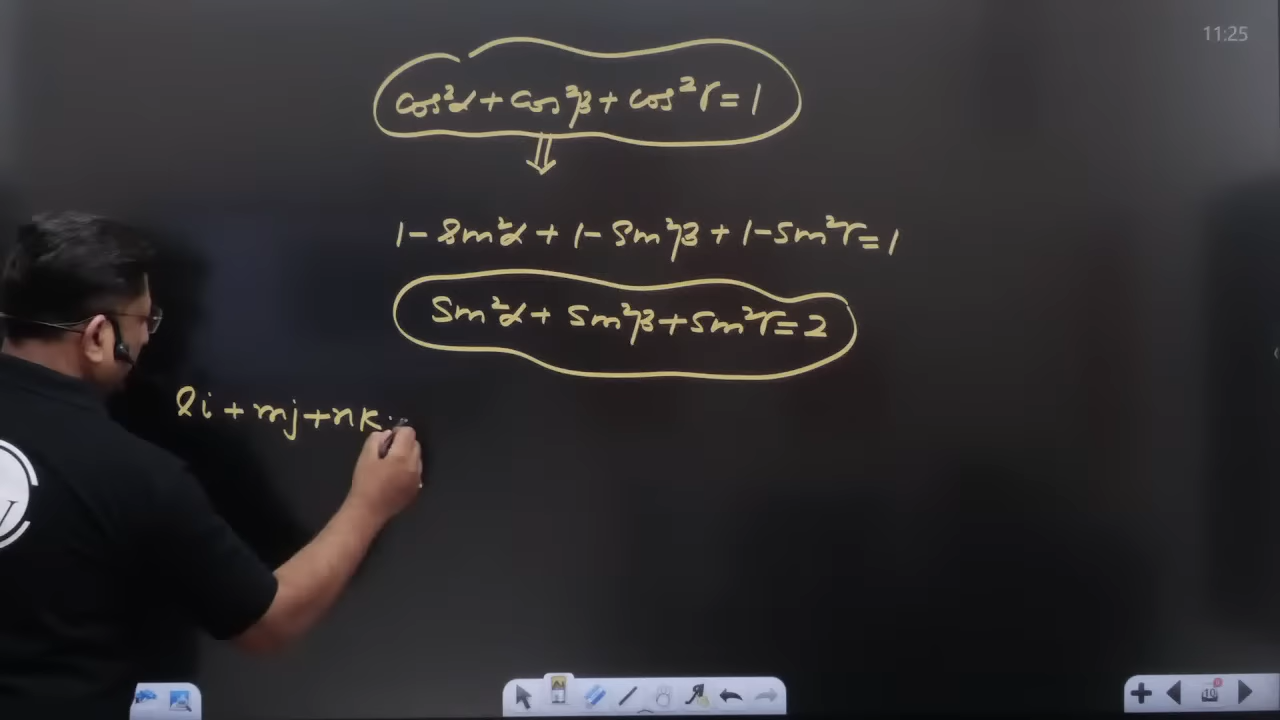 11:25
cos²α + cos²β + cos²γ = 1
⇓
1 - sin²α + 1 - sin²β + 1 - sin²γ = 1
sin²α + sin²β + sin²γ = 2
li + mj + nk
10